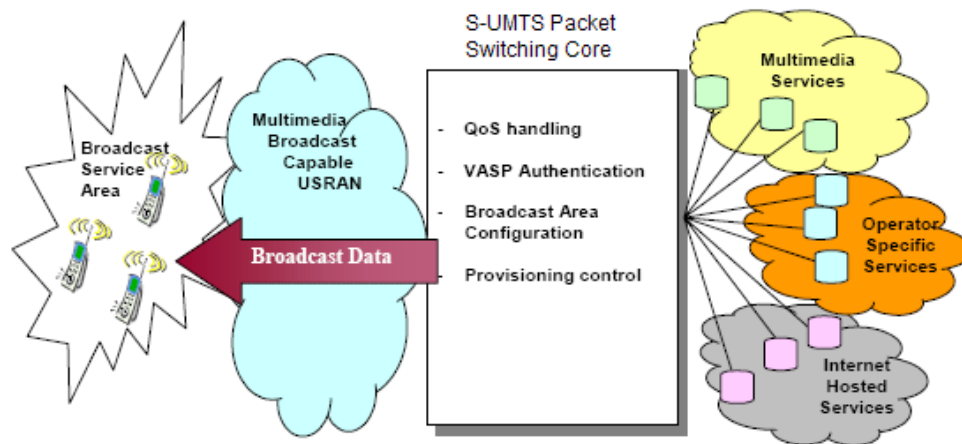 S-UMTS Packet
Switching Core
Broadcast
Service
Area
Multimedia
Broadcast
Capable
USRAN
Broadcast Data
- QoS handling
- VASP Authentication
- Broadcast Area
Configuration
- Provisioning control
Multimedia
Services
Operator
Specific
Services
Internet
Hosted
Services